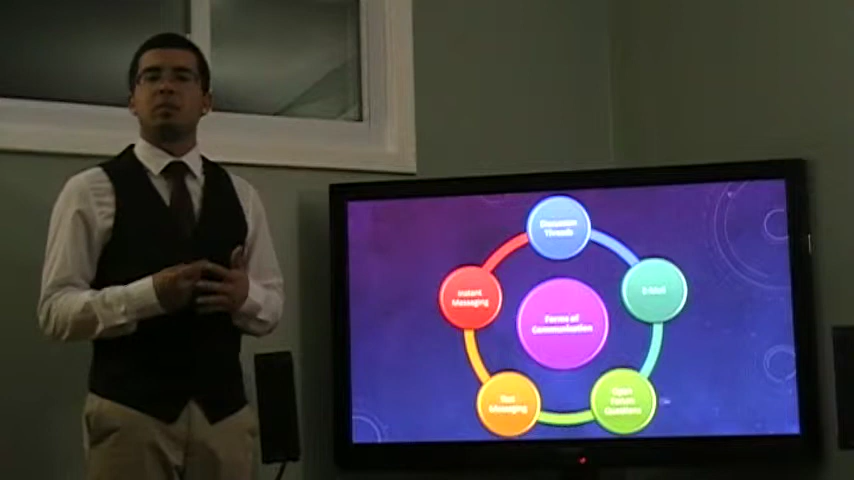 Discussion
Threads
E-Mail
Open
Forum
Questions
Text
Messaging
Instant
Messaging
Forms of
Communication